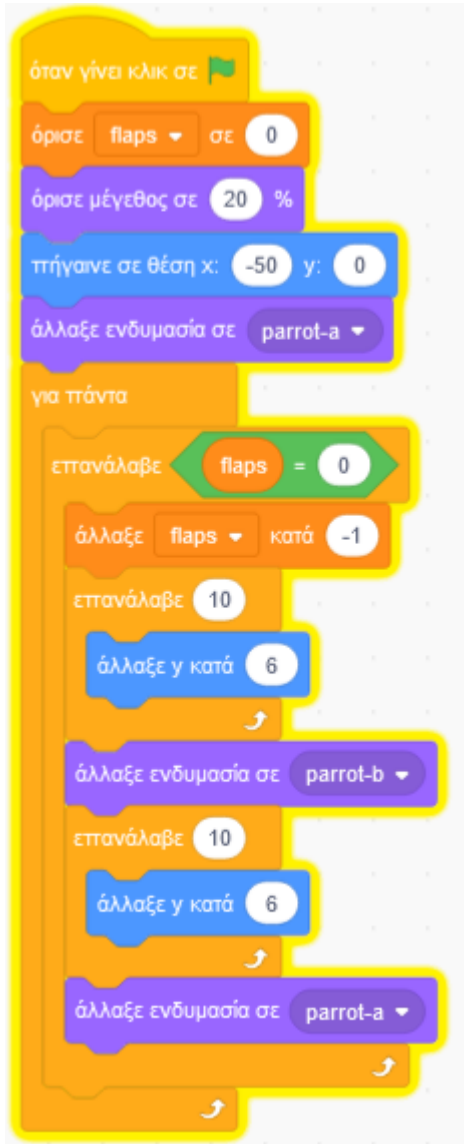 όταν γίνει κλικ σε
όρισε flaps σε 0
όρισε μέγεθος σε 20 %
πήγαινε σε θέση x: -50 y: 0
άλλαξε ενδυμασία σε parrot-a
για πάντα
επανάλαβε flaps = 0
άλλαξε flaps κατά -1
επανάλαβε 10
άλλαξε y κατά 6
άλλαξε ενδυμασία σε parrot-b
επανάλαβε 10
άλλαξε y κατά 6
άλλαξε ενδυμασία σε parrot-a